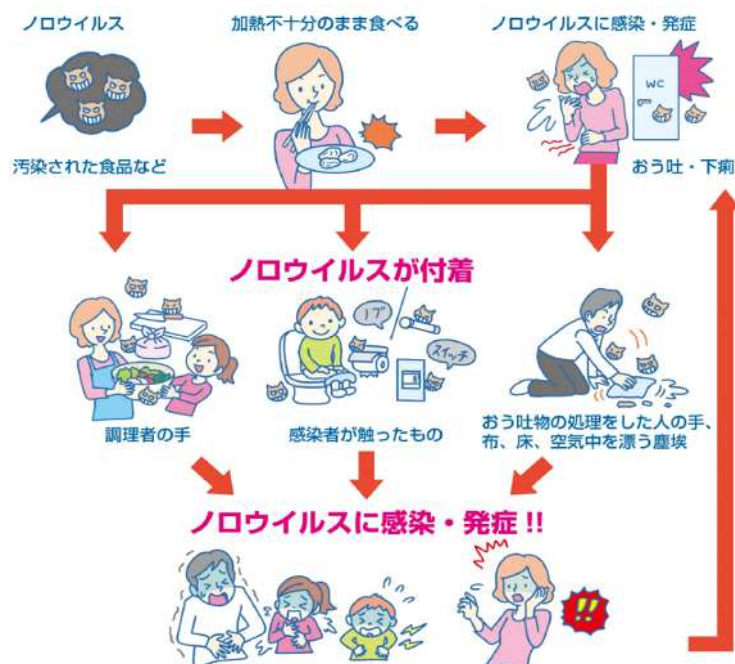 ノロウイルス
加熱不十分のまま食べる
ノロウイルスに感染・発症
WC
汚染された食品など
おう吐・下痢
ノロウイルスが付着
ノブ
スイッチ
調理者の手
感染者が触ったもの
おう吐物の処理をした人の手、
布、床、空気中を漂う塵埃
ノロウイルスに感染・発症!!
!!